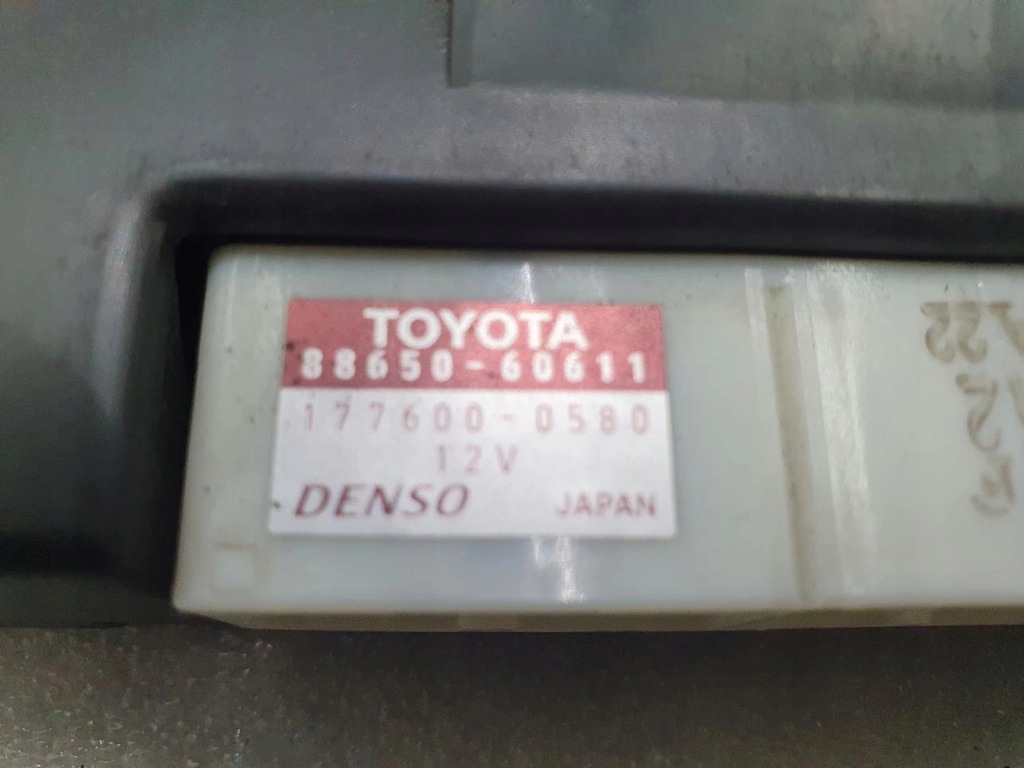 TOYOTA
88650-60611
177600-0580
12V
DENSO JAPAN